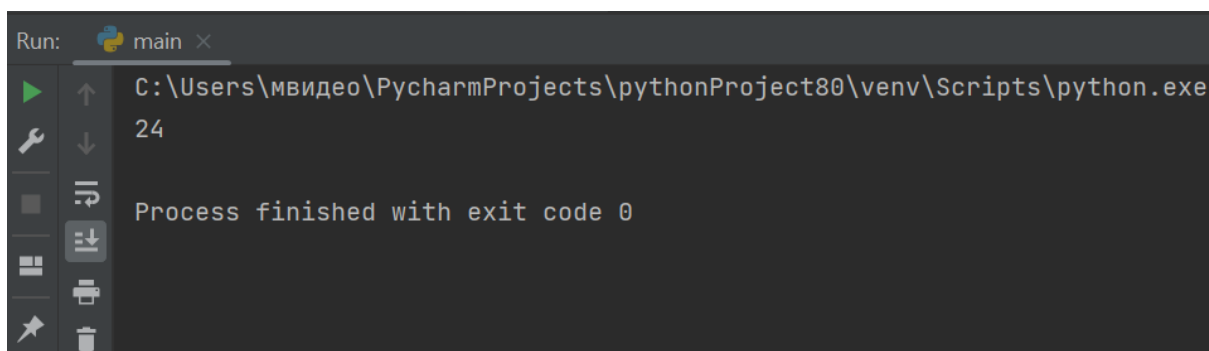 Run: main
C:\Users\мвидео\PycharmProjects\pythonProject80\venv\Scripts\python.exe
24
Process finished with exit code 0